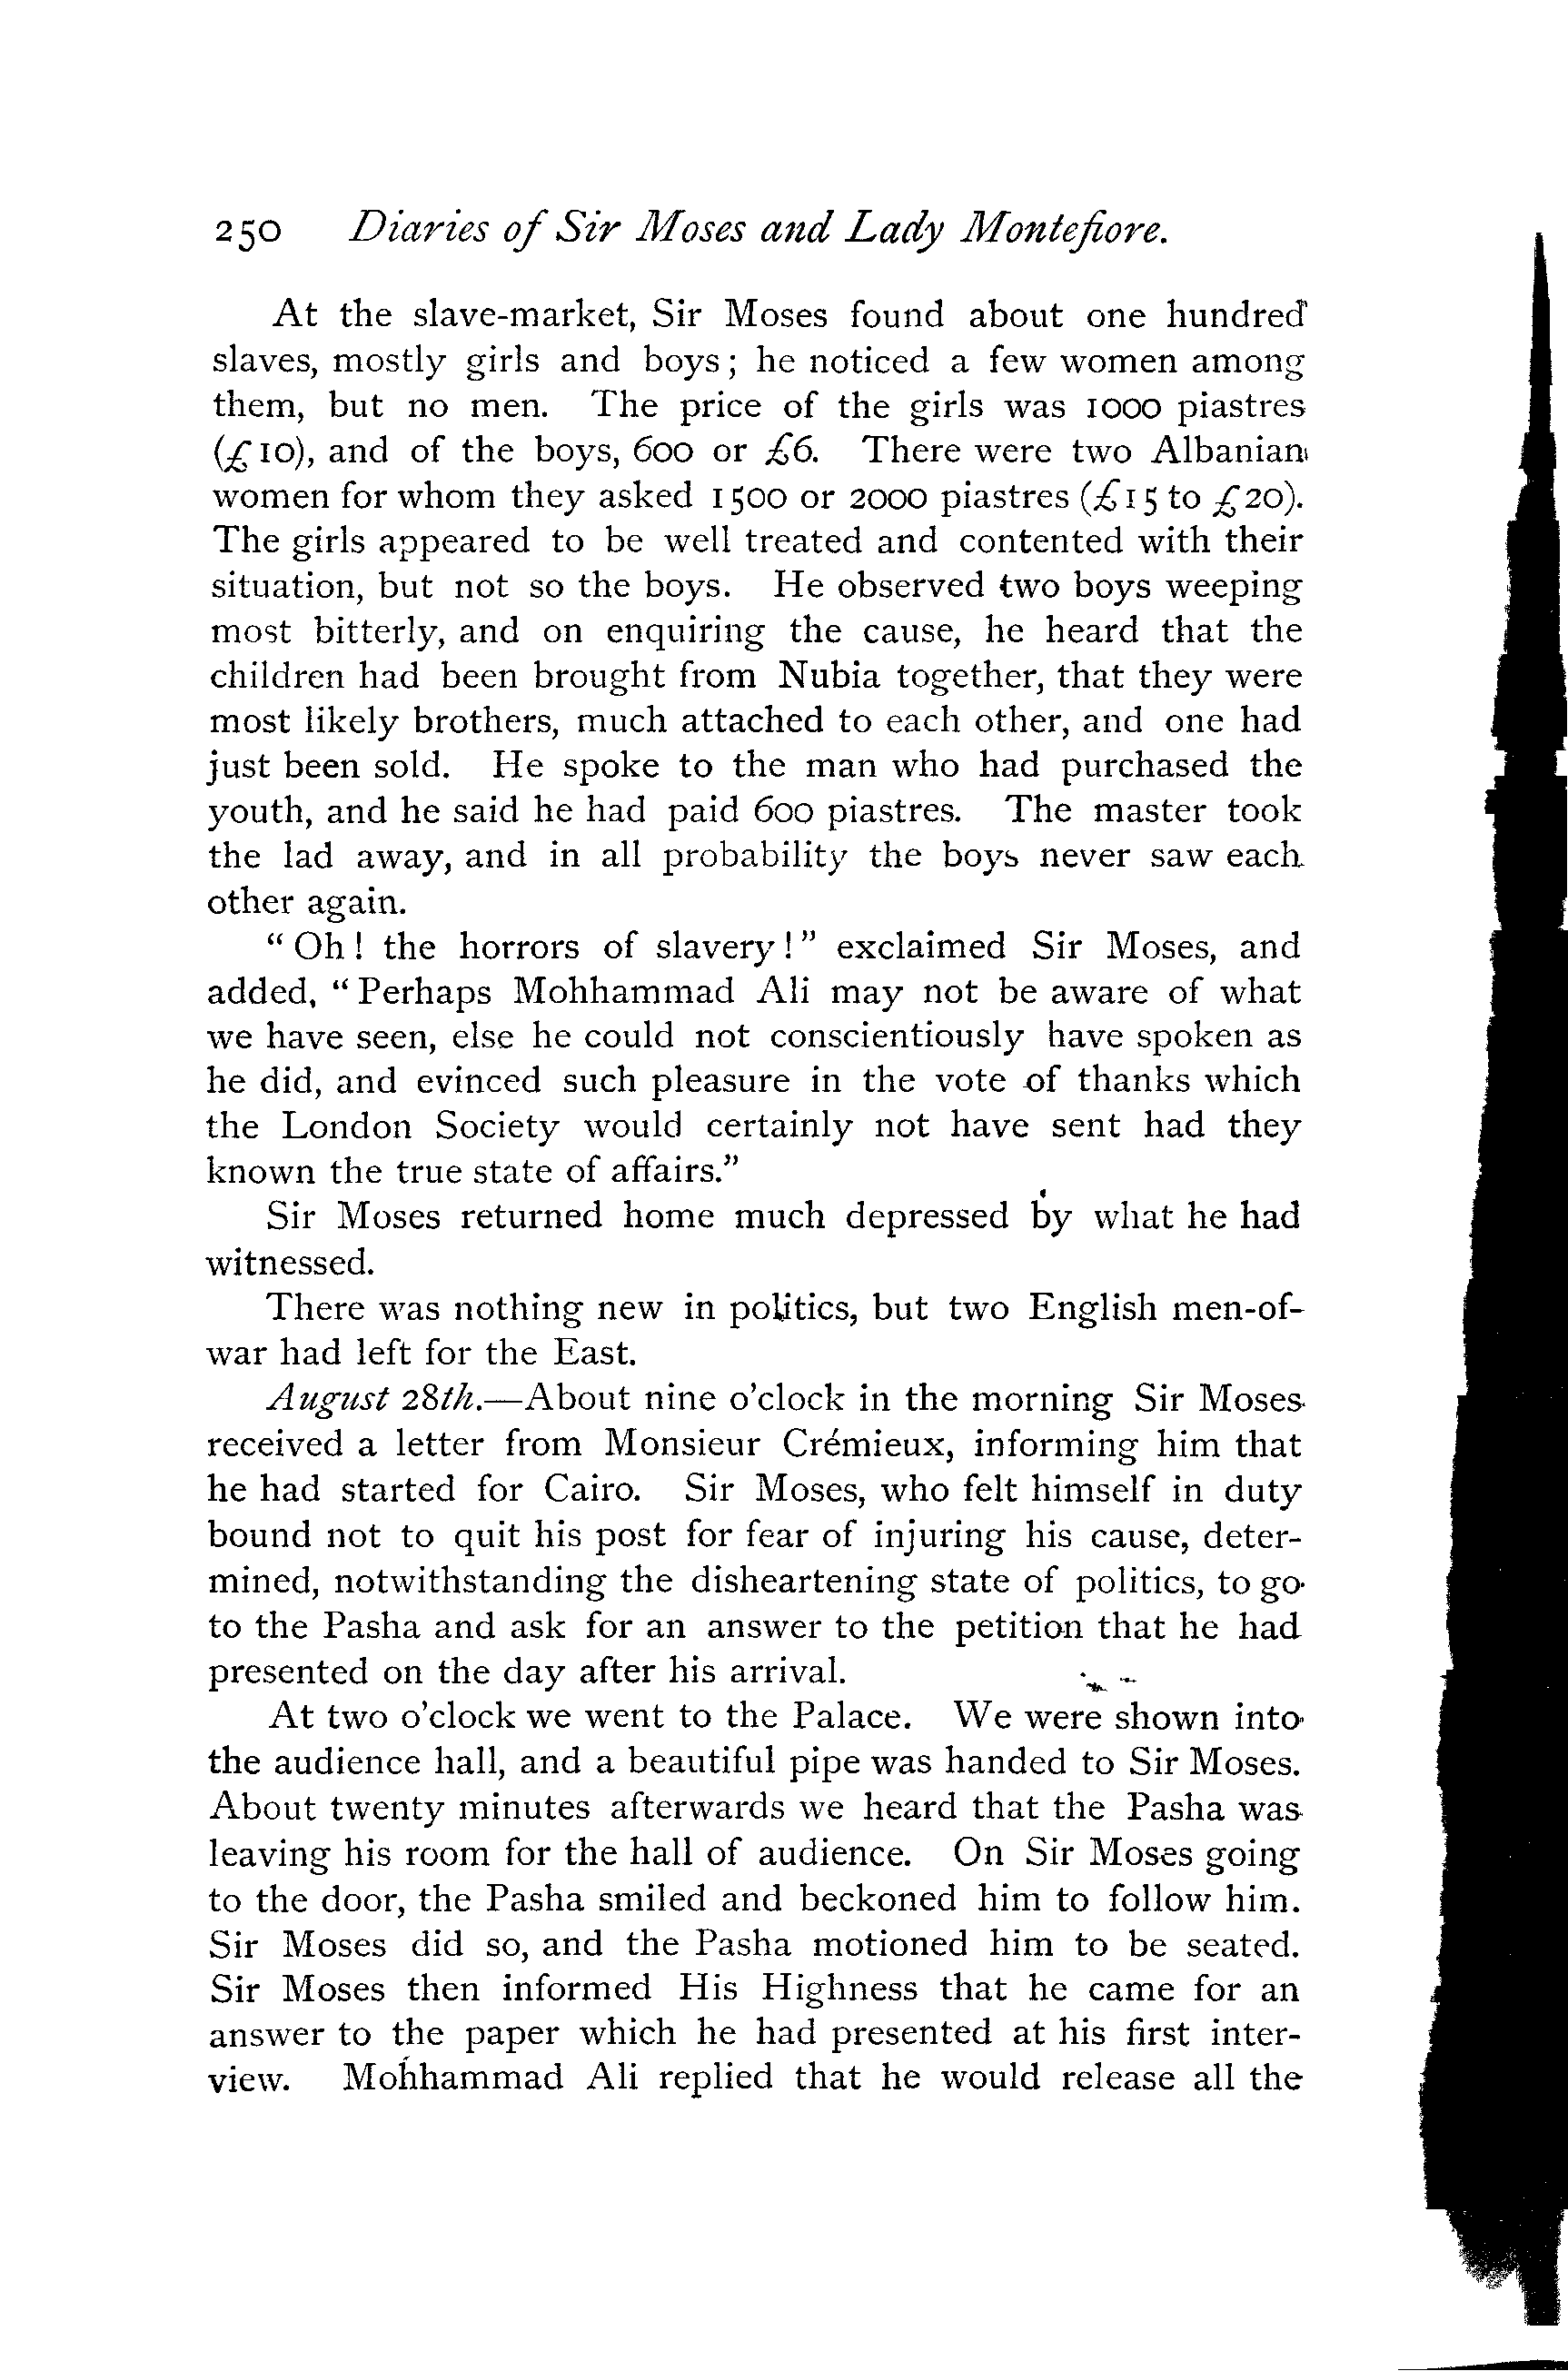 250 Diaries of Sir Moses and Lady Montefiore.
At the slave-market, Sir Moses found about one hundred
slaves, mostly girls and boys; he noticed a few women among
them, but no men. The price of the girls was 1000 piastres
(£10), and of the boys, 600 or £6. There were two Albanian
women for whom they asked 1500 or 2000 piastres (£15 to £20).
The girls appeared to be well treated and contented with their
situation, but not so the boys. He observed two boys weeping
most bitterly, and on enquiring the cause, he heard that the
children had been brought from Nubia together, that they were
most likely brothers, much attached to each other, and one had
just been sold. He spoke to the man who had purchased the
youth, and he said he had paid 600 piastres. The master took
the lad away, and in all probability the boys never saw each
other again.
"Oh! the horrors of slavery!" exclaimed Sir Moses, and
added, "Perhaps Mohhammad Ali may not be aware of what
we have seen, else he could not conscientiously have spoken as
he did, and evinced such pleasure in the vote of thanks which
the London Society would certainly not have sent had they
known the true state of affairs."
Sir Moses returned home much depressed by what he had
witnessed.
There was nothing new in politics, but two English men-of-
war had left for the East.
August 28th.—About nine o'clock in the morning Sir Moses
received a letter from Monsieur Crémieux, informing him that
he had started for Cairo. Sir Moses, who felt himself in duty
bound not to quit his post for fear of injuring his cause, deter-
mined, notwithstanding the disheartening state of politics, to go
to the Pasha and ask for an answer to the petition that he had
presented on the day after his arrival.
At two o'clock we went to the Palace. We were shown into
the audience hall, and a beautiful pipe was handed to Sir Moses.
About twenty minutes afterwards we heard that the Pasha was
leaving his room for the hall of audience. On Sir Moses going
to the door, the Pasha smiled and beckoned him to follow him.
Sir Moses did so, and the Pasha motioned him to be seated.
Sir Moses then informed His Highness that he came for an
answer to the paper which he had presented at his first inter-
view. Mohhammad Ali replied that he would release all the